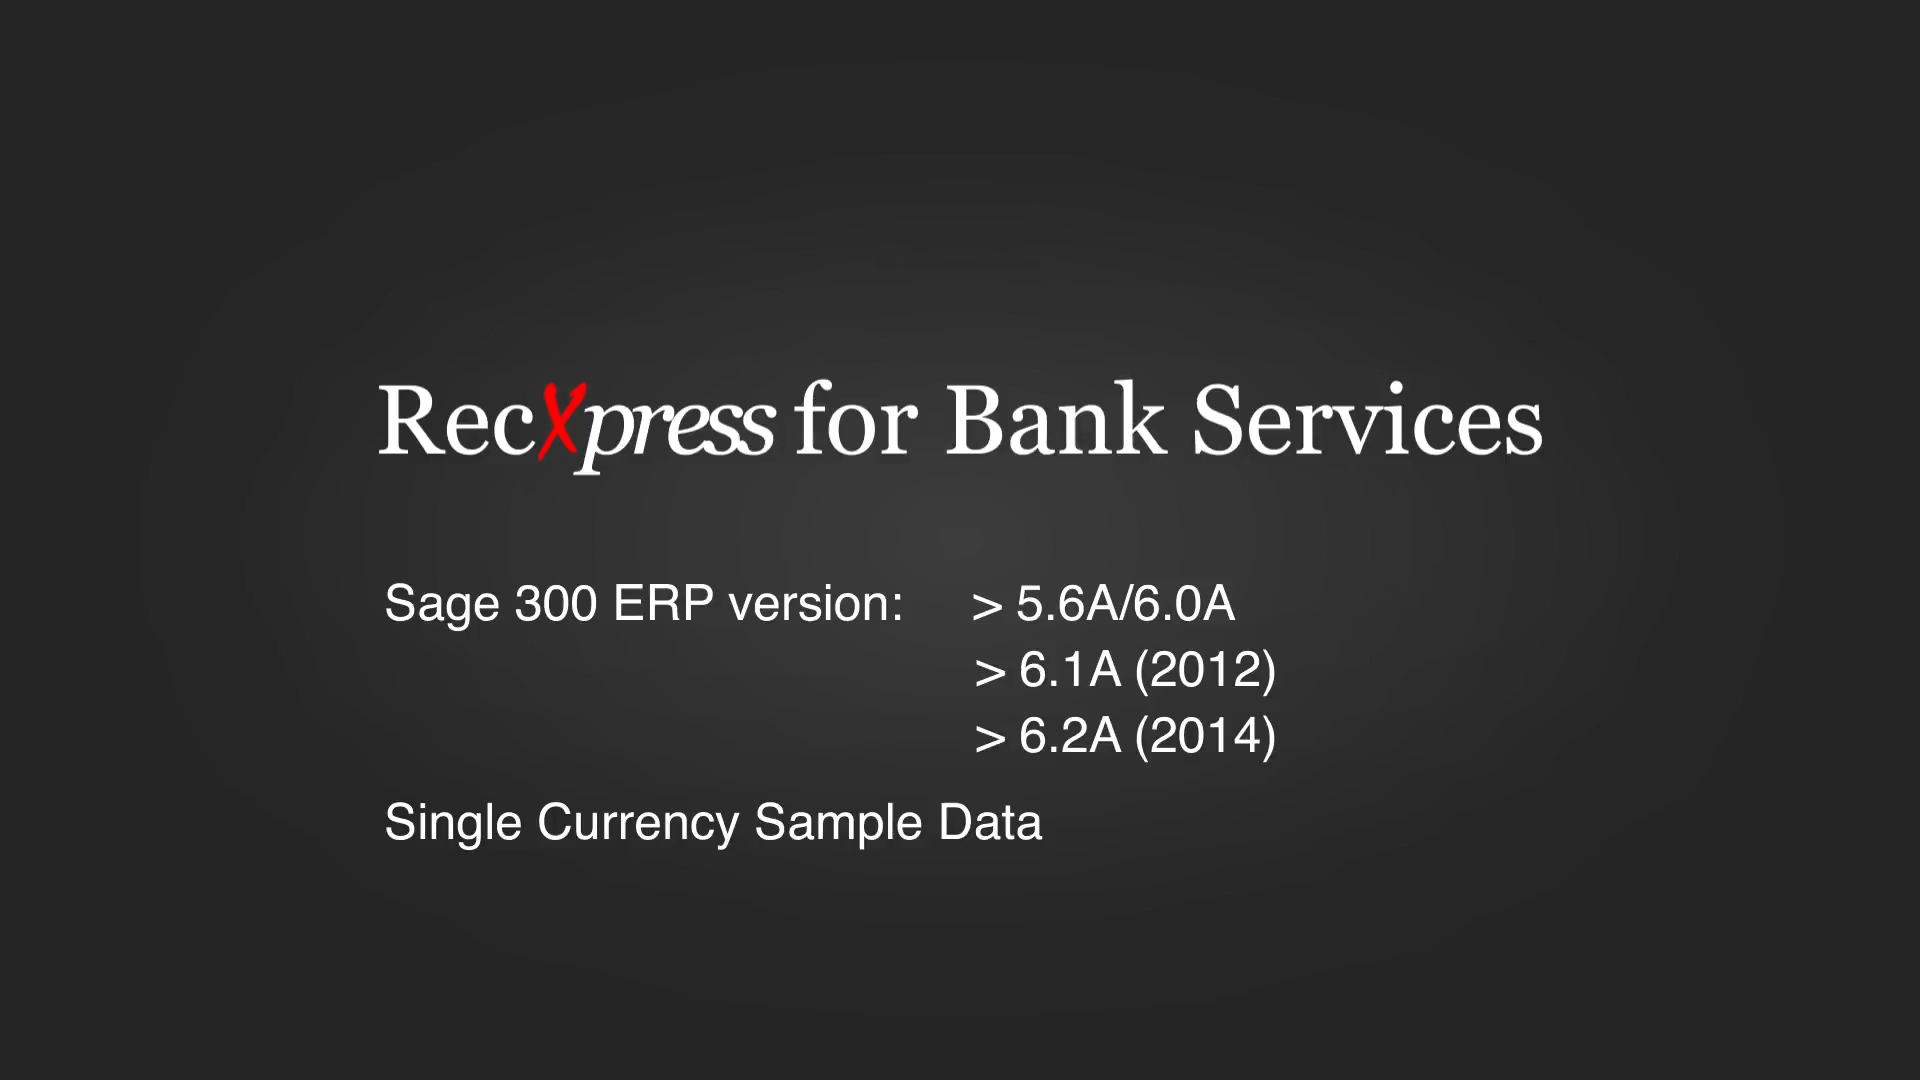 RecXpress for Bank Services
Sage 300 ERP version: > 5.6A/6.0A
> 6.1A (2012)
> 6.2A (2014)
Single Currency Sample Data